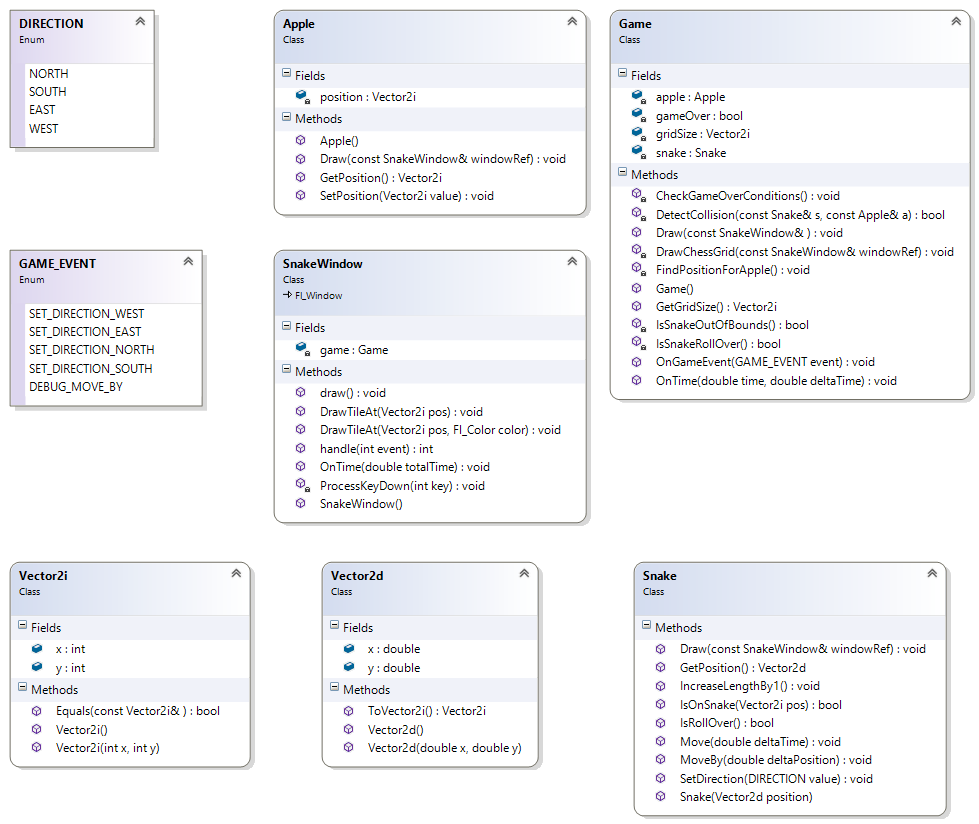 DIRECTION
Enum
NORTH
SOUTH
EAST
WEST
Apple
Class
Fields
position : Vector2i
Methods
Apple()
Draw(const SnakeWindow& windowRef) : void
GetPosition() : Vector2i
SetPosition(Vector2i value) : void
Game
Class
Fields
apple : Apple
gameOver : bool
gridSize : Vector2i
snake : Snake
Methods
CheckGameOverConditions() : void
DetectCollision(const Snake& s, const Apple& a) : bool
Draw(const SnakeWindow& ) : void
DrawChessGrid(const SnakeWindow& windowRef) : void
FindPositionForApple() : void
Game()
GetGridSize() : Vector2i
IsSnakeOutOfBounds() : bool
IsSnakeRollOver() : bool
OnGameEvent(GAME_EVENT event) : void
OnTime(double time, double deltaTime) : void
GAME_EVENT
Enum
SET_DIRECTION_WEST
SET_DIRECTION_EAST
SET_DIRECTION_NORTH
SET_DIRECTION_SOUTH
DEBUG_MOVE_BY
SnakeWindow
Class
Fl_Window
Fields
game : Game
Methods
draw() : void
DrawTileAt(Vector2i pos) : void
DrawTileAt(Vector2i pos, Fl_Color color) : void
handle(int event) : int
OnTime(double totalTime) : void
ProcessKeyDown(int key) : void
SnakeWindow()
Vector2i
Class
Fields
x : int
y : int
Methods
Equals(const Vector2i& ) : bool
Vector2i()
Vector2i(int x, int y)
Vector2d
Class
Fields
x : double
y : double
Methods
ToVector2i() : Vector2i
Vector2d()
Vector2d(double x, double y)
Snake
Class
Methods
Draw(const SnakeWindow& windowRef) : void
GetPosition() : Vector2d
IncreaseLengthBy1() : void
IsOnSnake(Vector2i pos) : bool
IsRollOver() : bool
Move(double deltaTime) : void
MoveBy(double deltaPosition) : void
SetDirection(DIRECTION value) : void
Snake(Vector2d position)